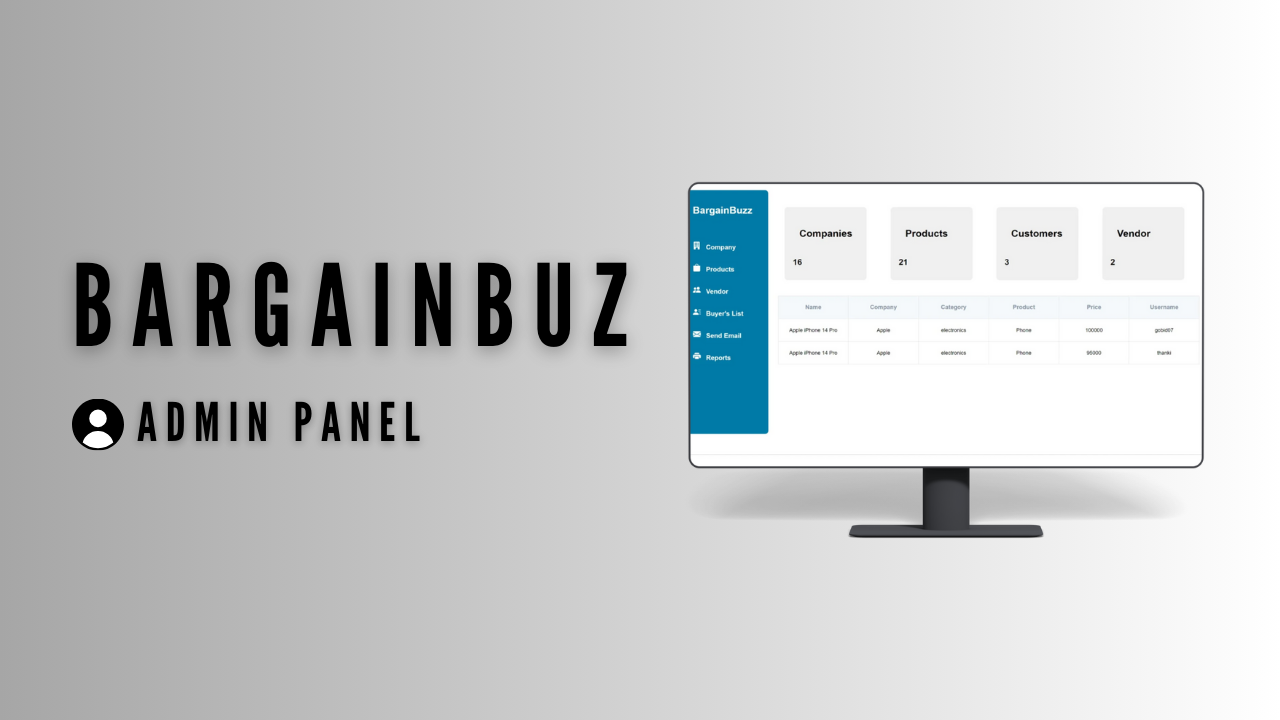 BARGAINBUZ
ADMIN PANEL
BargainBuzz
Company
Products
Vendor
Buyer's List
Send Email
Reports
Companies Products Customers Vendor
16 21 3 2
Name Company Category Product Price Username
Apple iPhone 14 Pro Apple electronics Phone 100000 gobd97
Apple iPhone 14 Pro Apple electronics Phone 90000 thanki